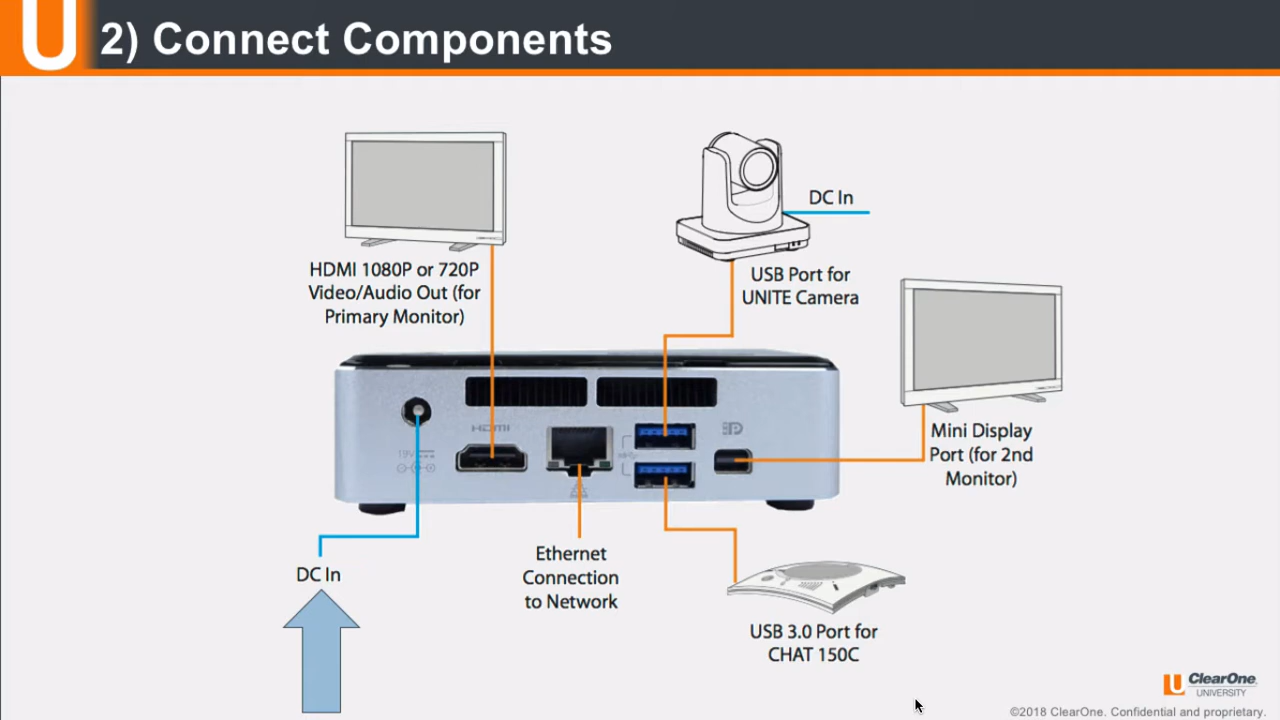 U 2) Connect Components
DC In
HDMI 1080P or 720P
Video/Audio Out (for
Primary Monitor)
USB Port for
UNITE Camera
HDMI
19V
Mini Display
Port (for 2nd
Monitor)
DC In
Ethernet
Connection
to Network
USB 3.0 Port for
CHAT 150C
ClearOne
UNIVERSITY
©2018 ClearOne. Confidential and proprietary.